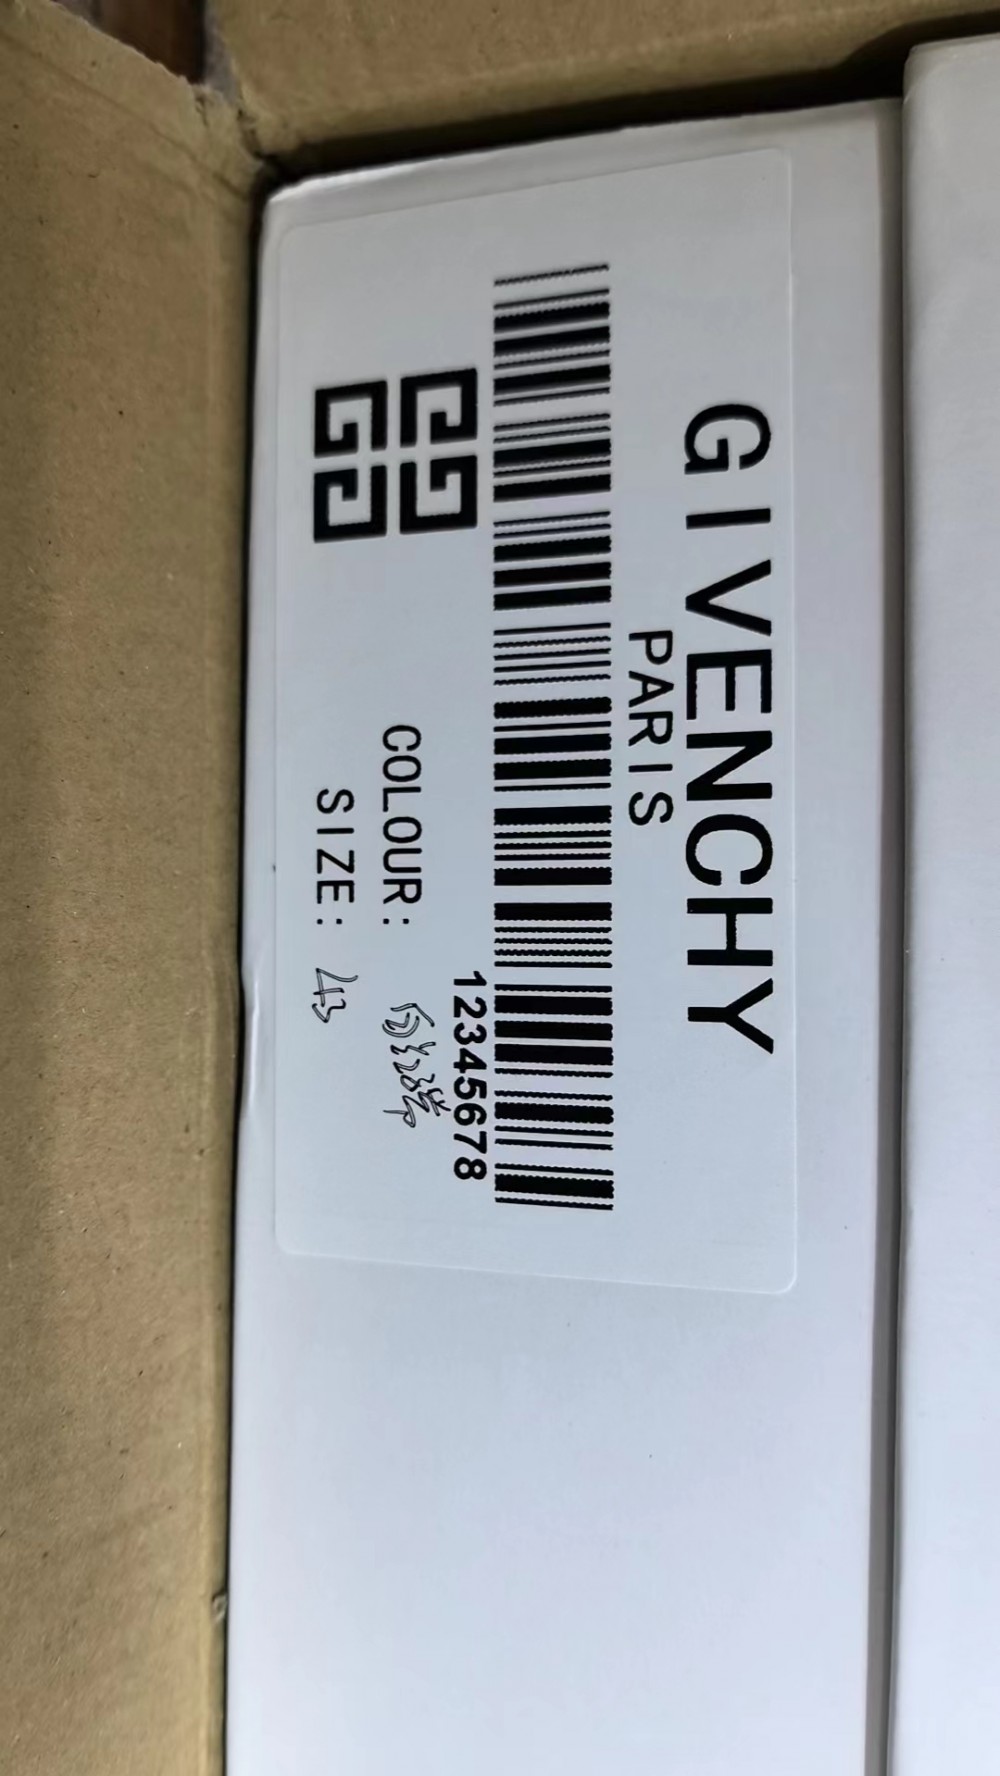 GIVENCHY
PARIS
12345678
COLOUR:
SIZE: 43